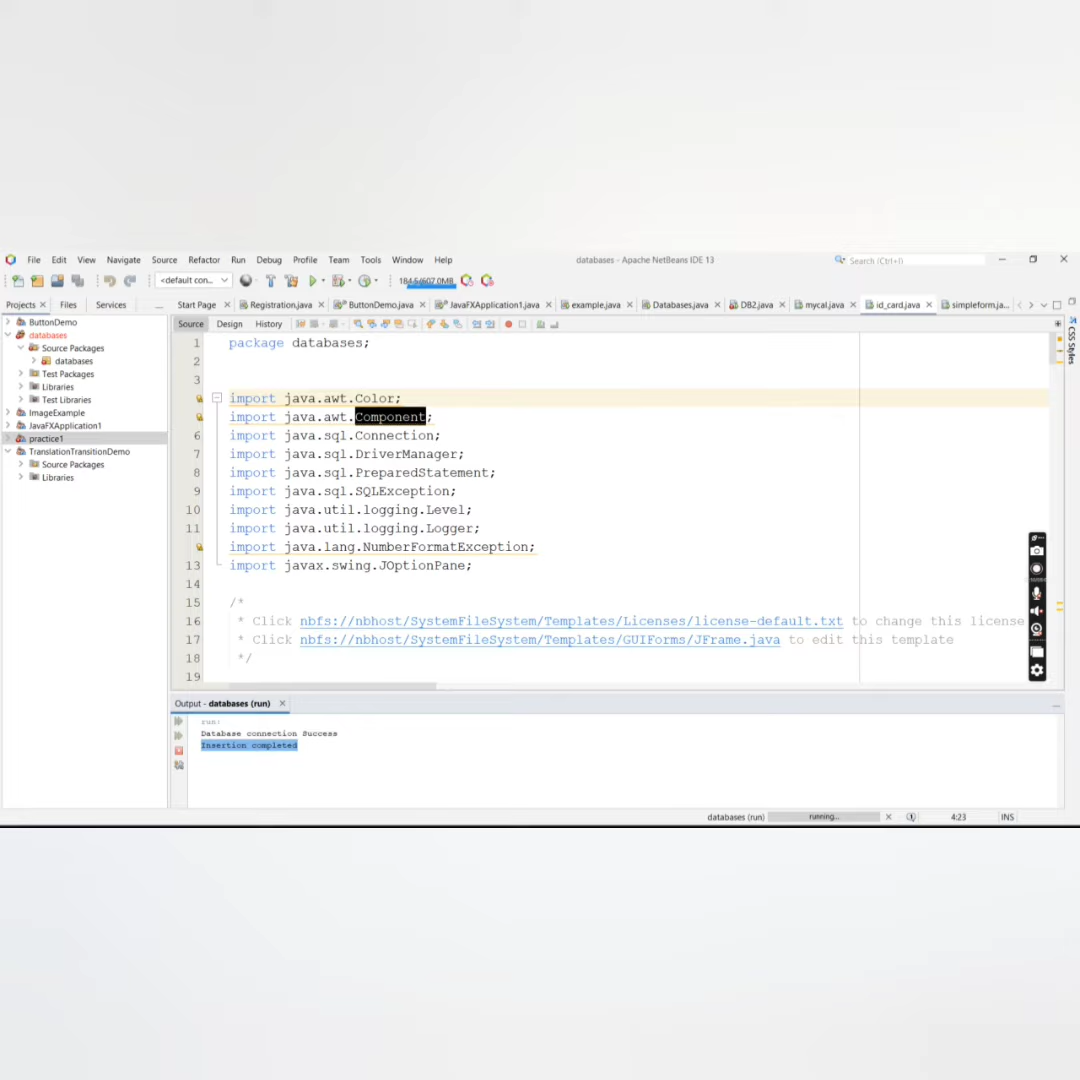 File Edit View Navigate Source Refactor Run Debug Profile Team Tools Window Help databases - Apache NetBeans IDE 13 Search (Ctrl+I)
<default con... 184.5/607.0MB
Projects Files Services Start Page Registration.java ButtonDemo.java JavaFXApplication1.java example.java Databases.java DB2.java mycal.java id_card.java simpleform.ja...
Source Design History
ButtonDemo
databases
Source Packages
databases
Test Packages
Libraries
Test Libraries
ImageExample
JavaFXApplication1
practice1
TranslationTransitionDemo
Source Packages
Libraries
1 package databases;
2
3
import java.awt.Color;
import java.awt.Component;
6 import java.sql.Connection;
7 import java.sql.DriverManager;
8 import java.sql.PreparedStatement;
9 import java.sql.SQLException;
10 import java.util.logging.Level;
11 import java.util.logging.Logger;
import java.lang.NumberFormatException;
13 import javax.swing.JOptionPane;
14
15 /*
16 * Click nbfs://nbhost/SystemFileSystem/Templates/Licenses/license-default.txt to change this license
17 * Click nbfs://nbhost/SystemFileSystem/Templates/GUIForms/JFrame.java to edit this template
18 */
19
CSS Styles
Output - databases (run)
run:
Database connection Success
Insertion completed
databases (run) running... 4:23 INS